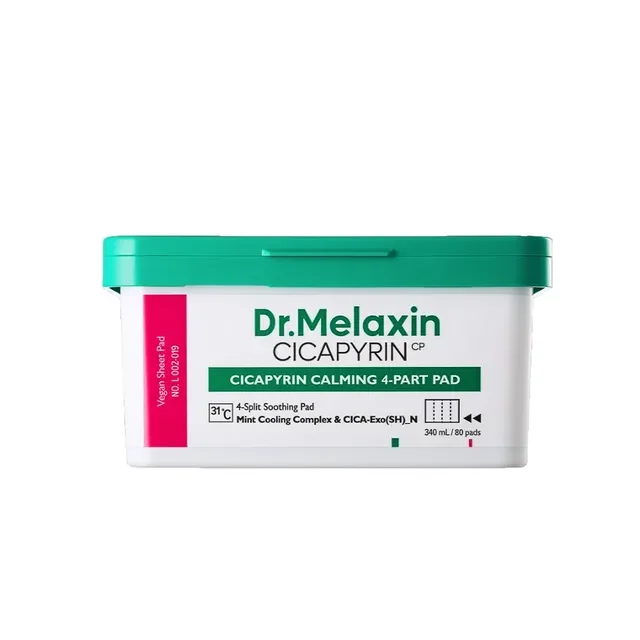 Dr.Melaxin
CICAPYRIN CP
CICAPYRIN CALMING 4-PART PAD
31℃
4-Split Soothing Pad
Mint Cooling Complex & CICA-Exo(SH)_N
340 mL / 80 pads
Vegan Sheet Pad
NO. L 002-019